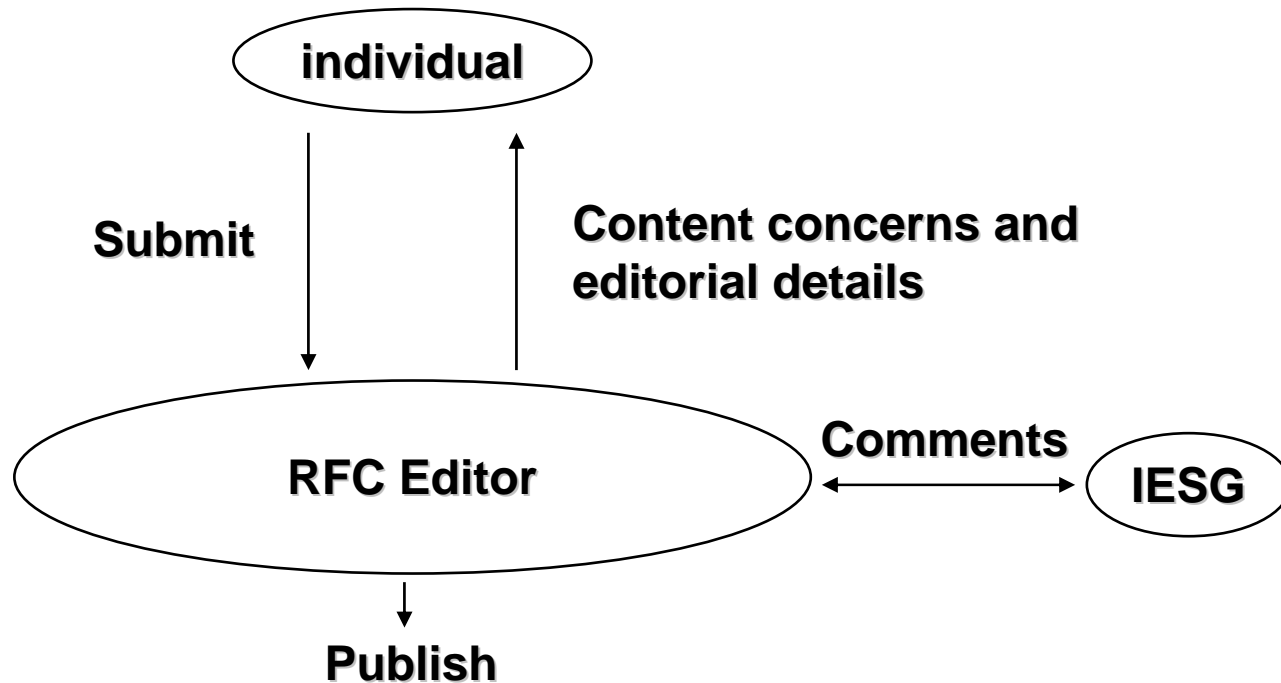 individual
Submit
Content concerns and
editorial details
Comments
RFC Editor
IESG
Publish